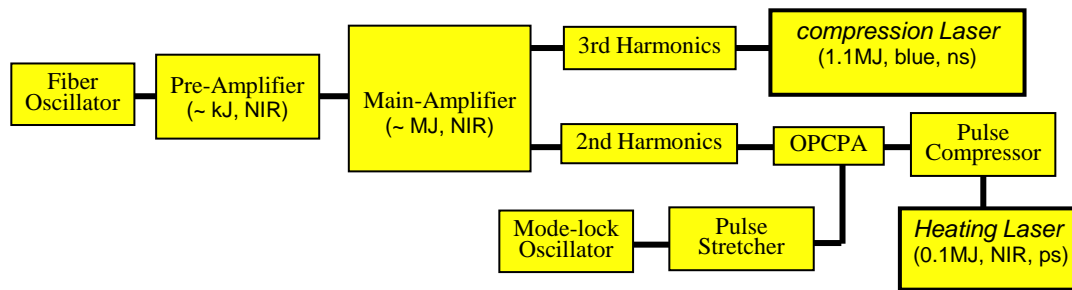 Fiber
Oscillator
Pre-Amplifier
(~ kJ, NIR)
Main-Amplifier
(~ MJ, NIR)
3rd Harmonics
compression Laser
(1.1MJ, blue, ns)
2nd Harmonics
OPCPA
Pulse
Compressor
Mode-lock
Oscillator
Pulse
Stretcher
Heating Laser
(0.1MJ, NIR, ps)